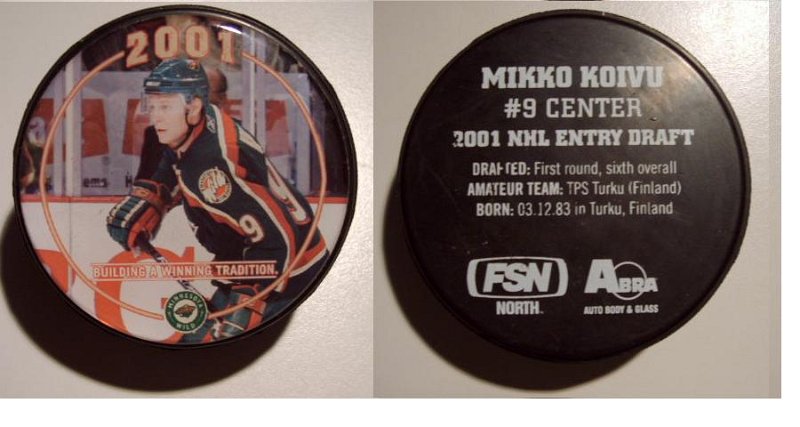 2001
9
BUILDING A WINNING TRADITION.
MINNESOTA
WILD
MIKKO KOIVU
#9 CENTER
2001 NHL ENTRY DRAFT
DRAFTED: First round, sixth overall
AMATEUR TEAM: TPS Turku (Finland)
BORN: 03.12.83 in Turku, Finland
FSN
NORTH
ABRA
AUTO BODY & GLASS